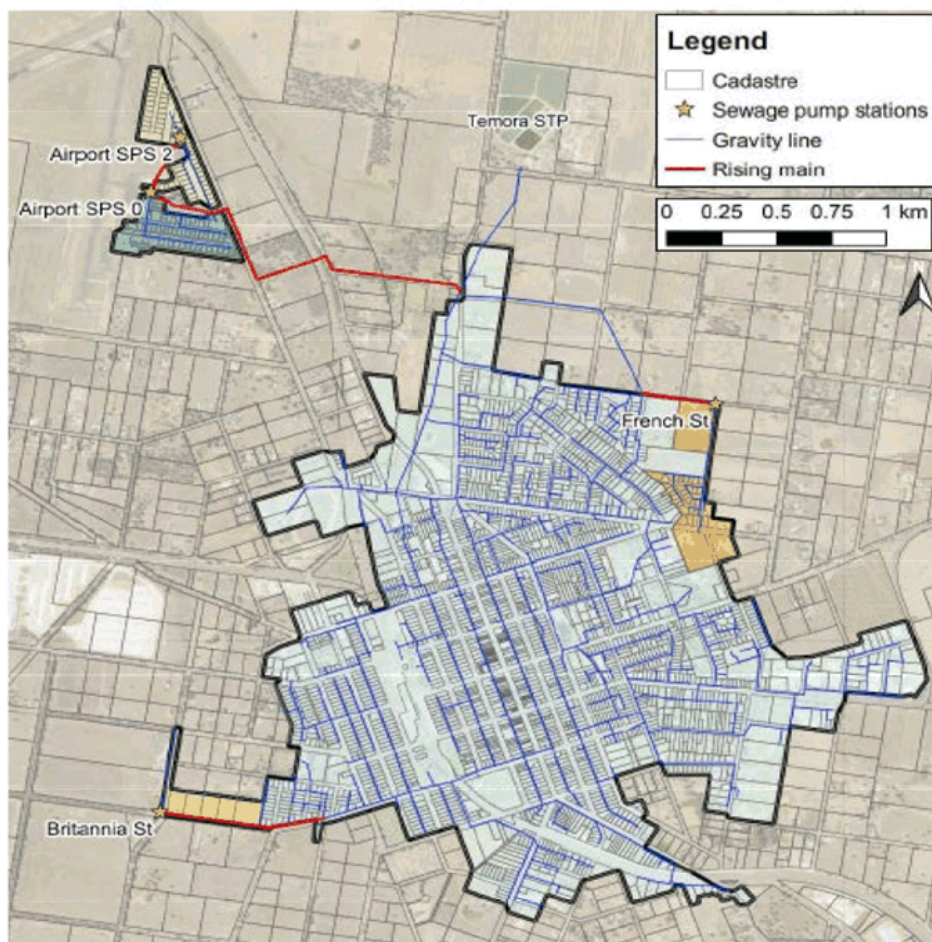 Legend
Cadastre
Sewage pump stations
Gravity line
Rising main
0 0.25 0.5 0.75 1 km
Temora STP
Airport SPS 2
Airport SPS 0
French St
Britannia St